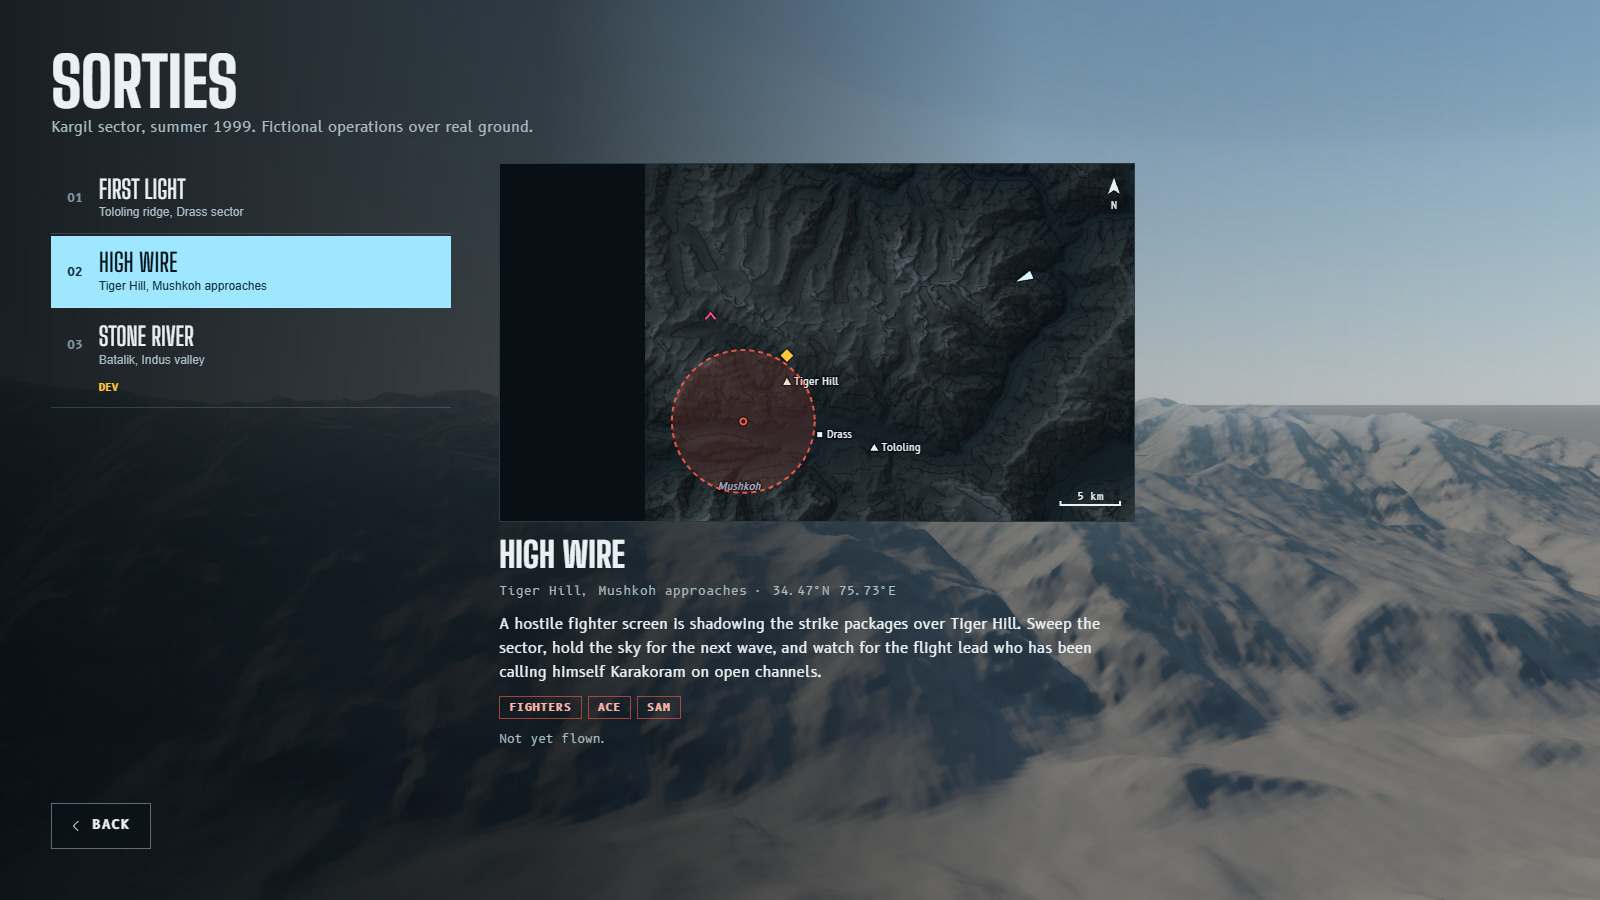 SORTIES
Kargil sector, summer 1999. Fictional operations over real ground.
01
FIRST LIGHT
Tololing ridge, Drass sector
02
HIGH WIRE
Tiger Hill, Mushkoh approaches
03
STONE RIVER
Batalik, Indus valley
DEV
N
Tiger Hill
Drass
Tololing
Mushkoh
5 km
HIGH WIRE
Tiger Hill, Mushkoh approaches · 34.47°N 75.73°E
A hostile fighter screen is shadowing the strike packages over Tiger Hill. Sweep the
sector, hold the sky for the next wave, and watch for the flight lead who has been
calling himself Karakoram on open channels.
FIGHTERS ACE SAM
Not yet flown.
BACK